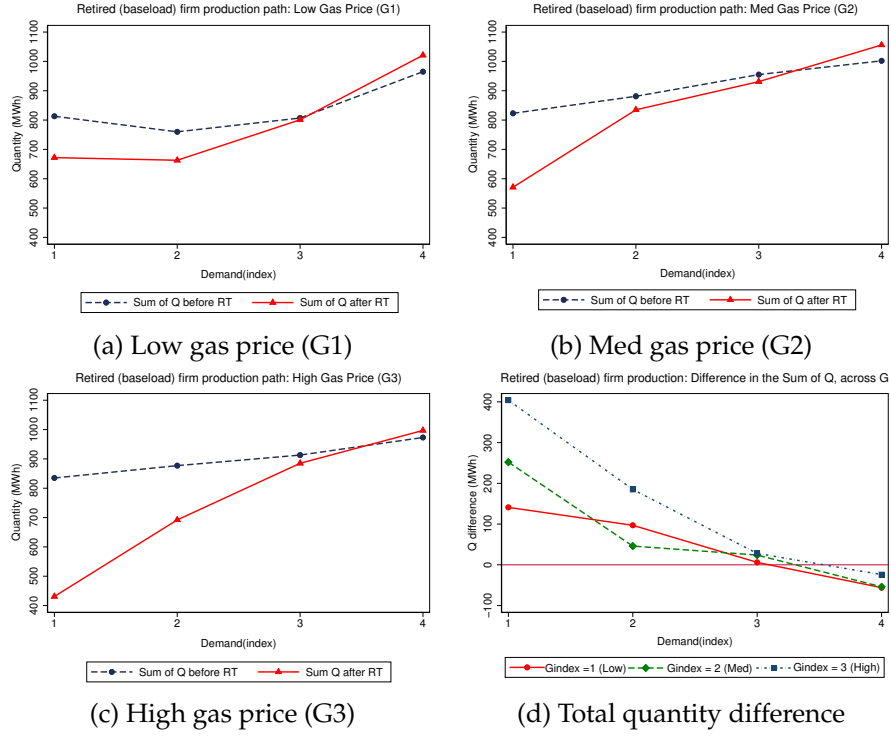 Retired (baseload) firm production path: Low Gas Price (G1)
Quantity (MWh)
400 500 600 700 800 900 1000 1100
1 2 3 4
Demand(index)
Sum of Q before RT Sum of Q after RT
(a) Low gas price (G1)
Retired (baseload) firm production path: Med Gas Price (G2)
Quantity (MWh)
400 500 600 700 800 900 1000 1100
1 2 3 4
Demand(index)
Sum of Q before RT Sum of Q after RT
(b) Med gas price (G2)
Retired (baseload) firm production path: High Gas Price (G3)
Quantity (MWh)
400 500 600 700 800 900 1000 1100
1 2 3 4
Demand(index)
Sum of Q before RT Sum Q after RT
(c) High gas price (G3)
Retired (baseload) firm production: Difference in the Sum of Q, across G
Q difference (MWh)
−100 0 100 200 300 400
1 2 3 4
Demand(index)
Gindex =1 (Low) Gindex = 2 (Med) Gindex = 3 (High)
(d) Total quantity difference